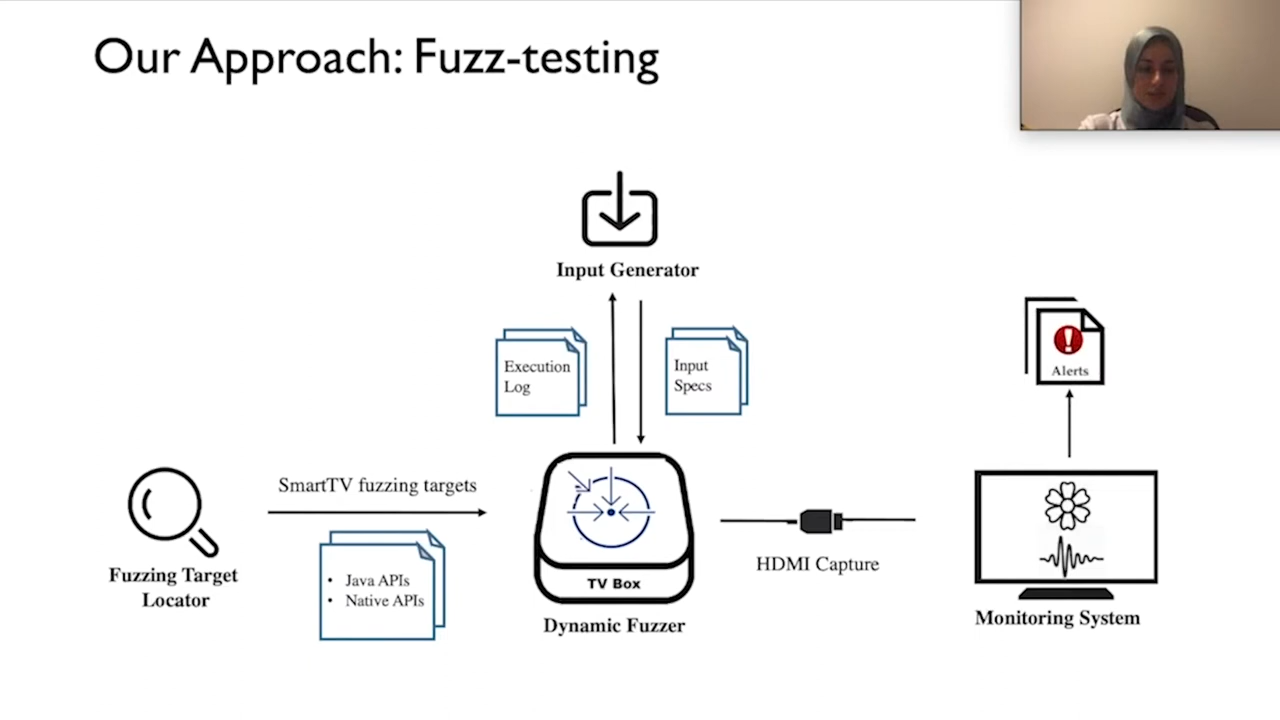 Our Approach: Fuzz-testing
Input Generator
Execution
Log
Input
Specs
Alerts
SmartTV fuzzing targets
• Java APIs
• Native APIs
Fuzzing Target
Locator
TV Box
Dynamic Fuzzer
HDMI Capture
Monitoring System